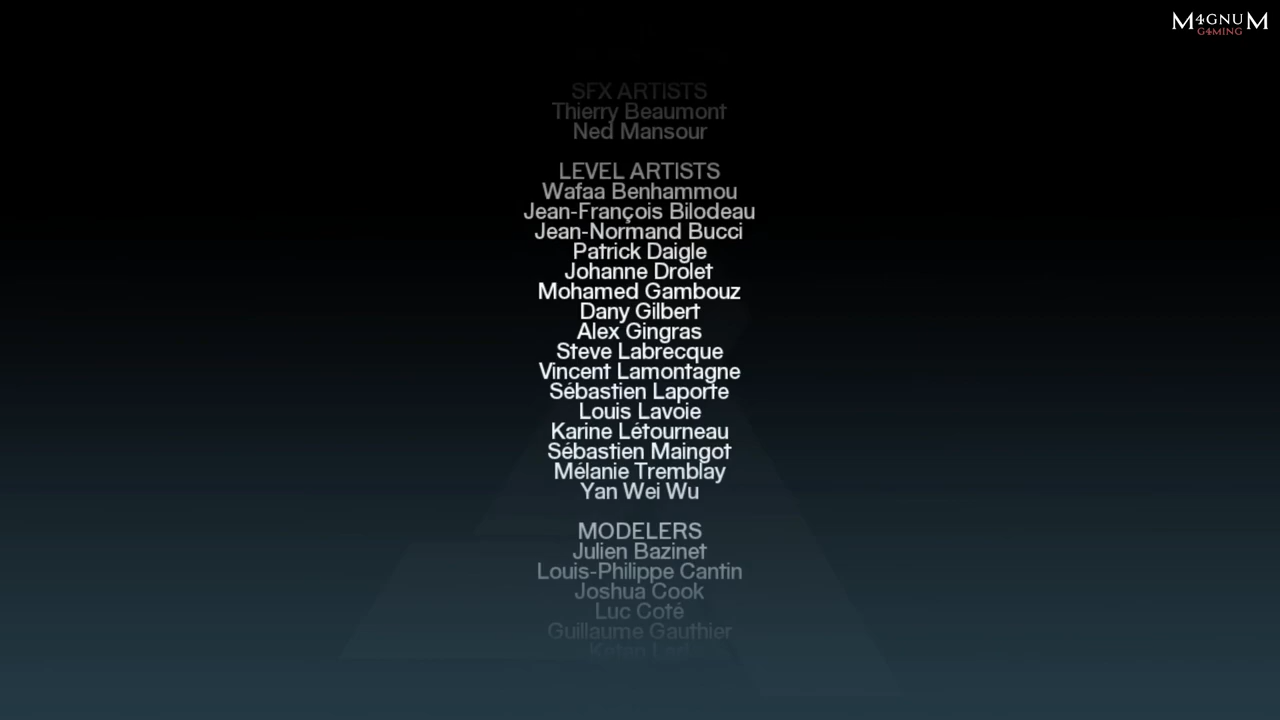 M4GNUM
G4MING
SFX ARTISTS
Thierry Beaumont
Ned Mansour
LEVEL ARTISTS
Wafaa Benhammou
Jean-François Bilodeau
Jean-Normand Bucci
Patrick Daigle
Johanne Drolet
Mohamed Gambouz
Dany Gilbert
Alex Gingras
Steve Labrecque
Vincent Lamontagne
Sébastien Laporte
Louis Lavoie
Karine Létourneau
Sébastien Maingot
Mélanie Tremblay
Yan Wei Wu
MODELERS
Julien Bazinet
Louis-Philippe Cantin
Joshua Cook
Luc Coté
Guillaume Gauthier